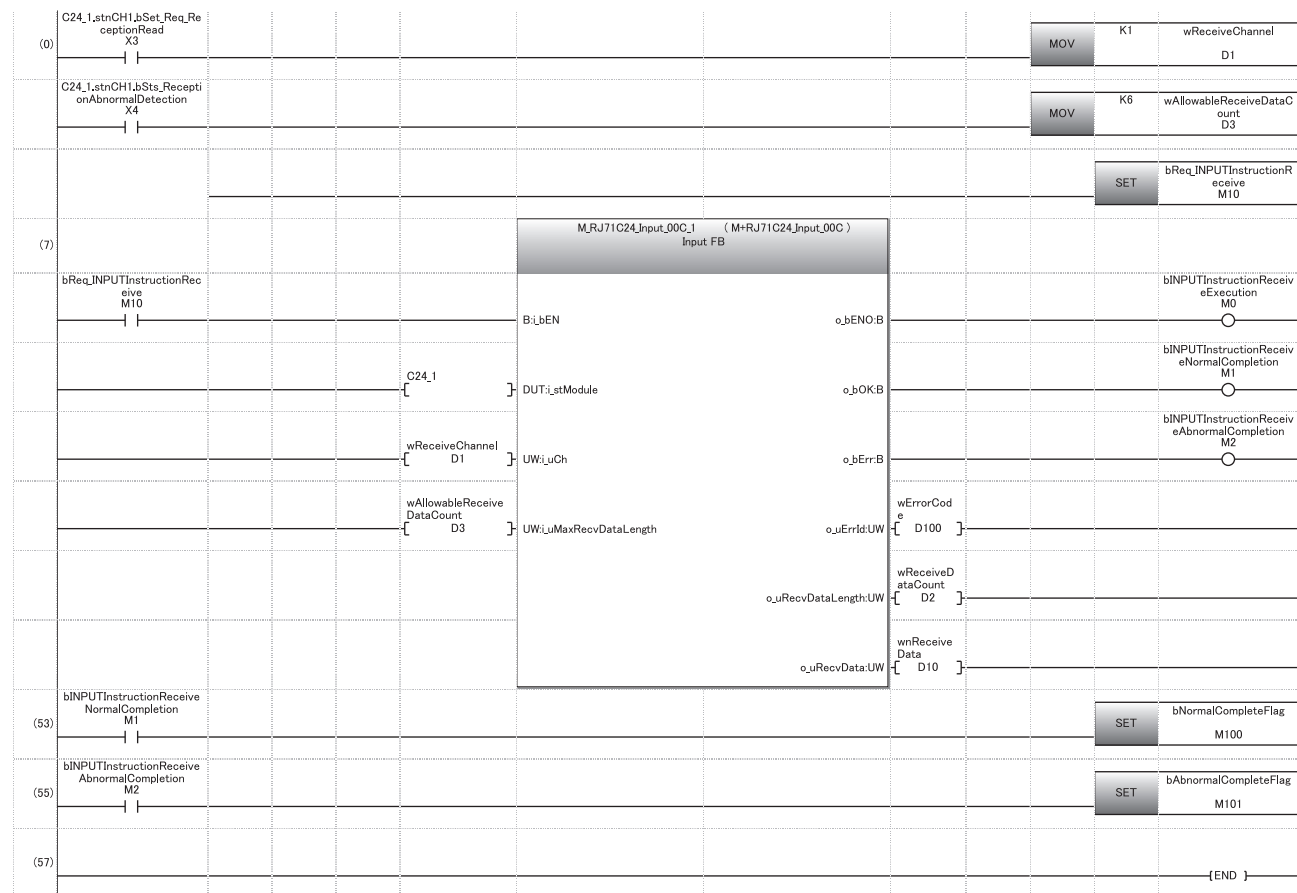 C24_1.stnCH1.bSet_Req_Re
ceptionRead
X3
(0)
MOV
K1
wReceiveChannel
D1
C24_1.stnCH1.bSts_Recepti
onAbnormalDetection
X4
MOV
K6
wAllowableReceiveDataC
ount
D3
SET
bReq_INPUTInstructionR
eceive
M10
(7)
M_RJ71C24_Input_00C_1 ( M+RJ71C24_Input_00C )
Input FB
bReq_INPUTInstructionRec
eive
M10
B:i_bEN
o_bENO:B
bINPUTInstructionReceiv
eExecution
M0
C24_1
DUT:i_stModule
o_bOK:B
bINPUTInstructionReceiv
eNormalCompletion
M1
wReceiveChannel
D1
UW:i_uCh
o_bErr:B
bINPUTInstructionReceiv
eAbnormalCompletion
M2
wAllowableReceive
DataCount
D3
UW:i_uMaxRecvDataLength
o_uErrId:UW
wErrorCod
e
D100
o_uRecvDataLength:UW
wReceiveD
ataCount
D2
o_uRecvData:UW
wnReceive
Data
D10
bINPUTInstructionReceive
NormalCompletion
M1
(53)
SET
bNormalCompleteFlag
M100
bINPUTInstructionReceive
AbnormalCompletion
M2
(55)
SET
bAbnormalCompleteFlag
M101
(57)
END